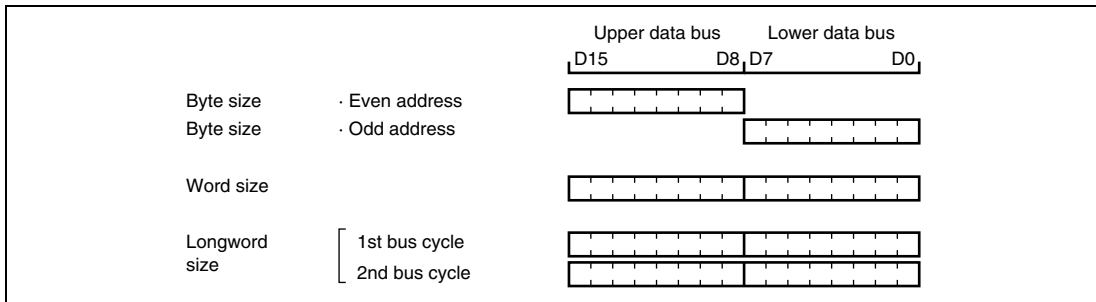 Upper data bus Lower data bus
D15 D8 D7 D0
Byte size · Even address
Byte size · Odd address
Word size
Longword size 1st bus cycle
2nd bus cycle